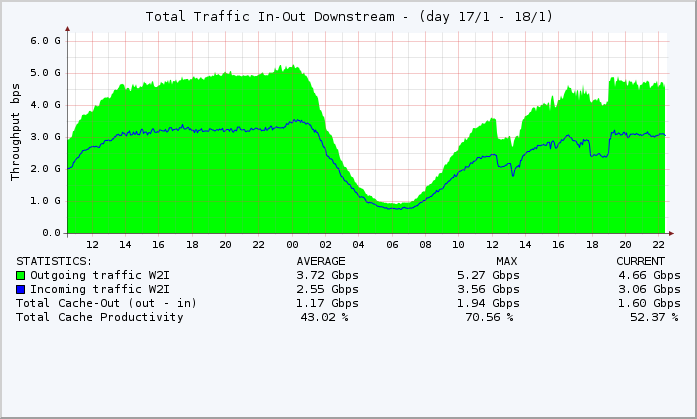 Total Traffic In-Out Downstream - (day 17/1 - 18/1)
Throughput bps
6.0 G
5.0 G
4.0 G
3.0 G
2.0 G
1.0 G
0.0
12 14 16 18 20 22 00 02 04 06 08 10 12 14 16 18 20 22
STATISTICS: AVERAGE MAX CURRENT
Outgoing traffic W2I 3.72 Gbps 5.27 Gbps 4.66 Gbps
Incoming traffic W2I 2.55 Gbps 3.56 Gbps 3.06 Gbps
Total Cache-Out (out - in) 1.17 Gbps 1.94 Gbps 1.60 Gbps
Total Cache Productivity 43.02 % 70.56 % 52.37 %